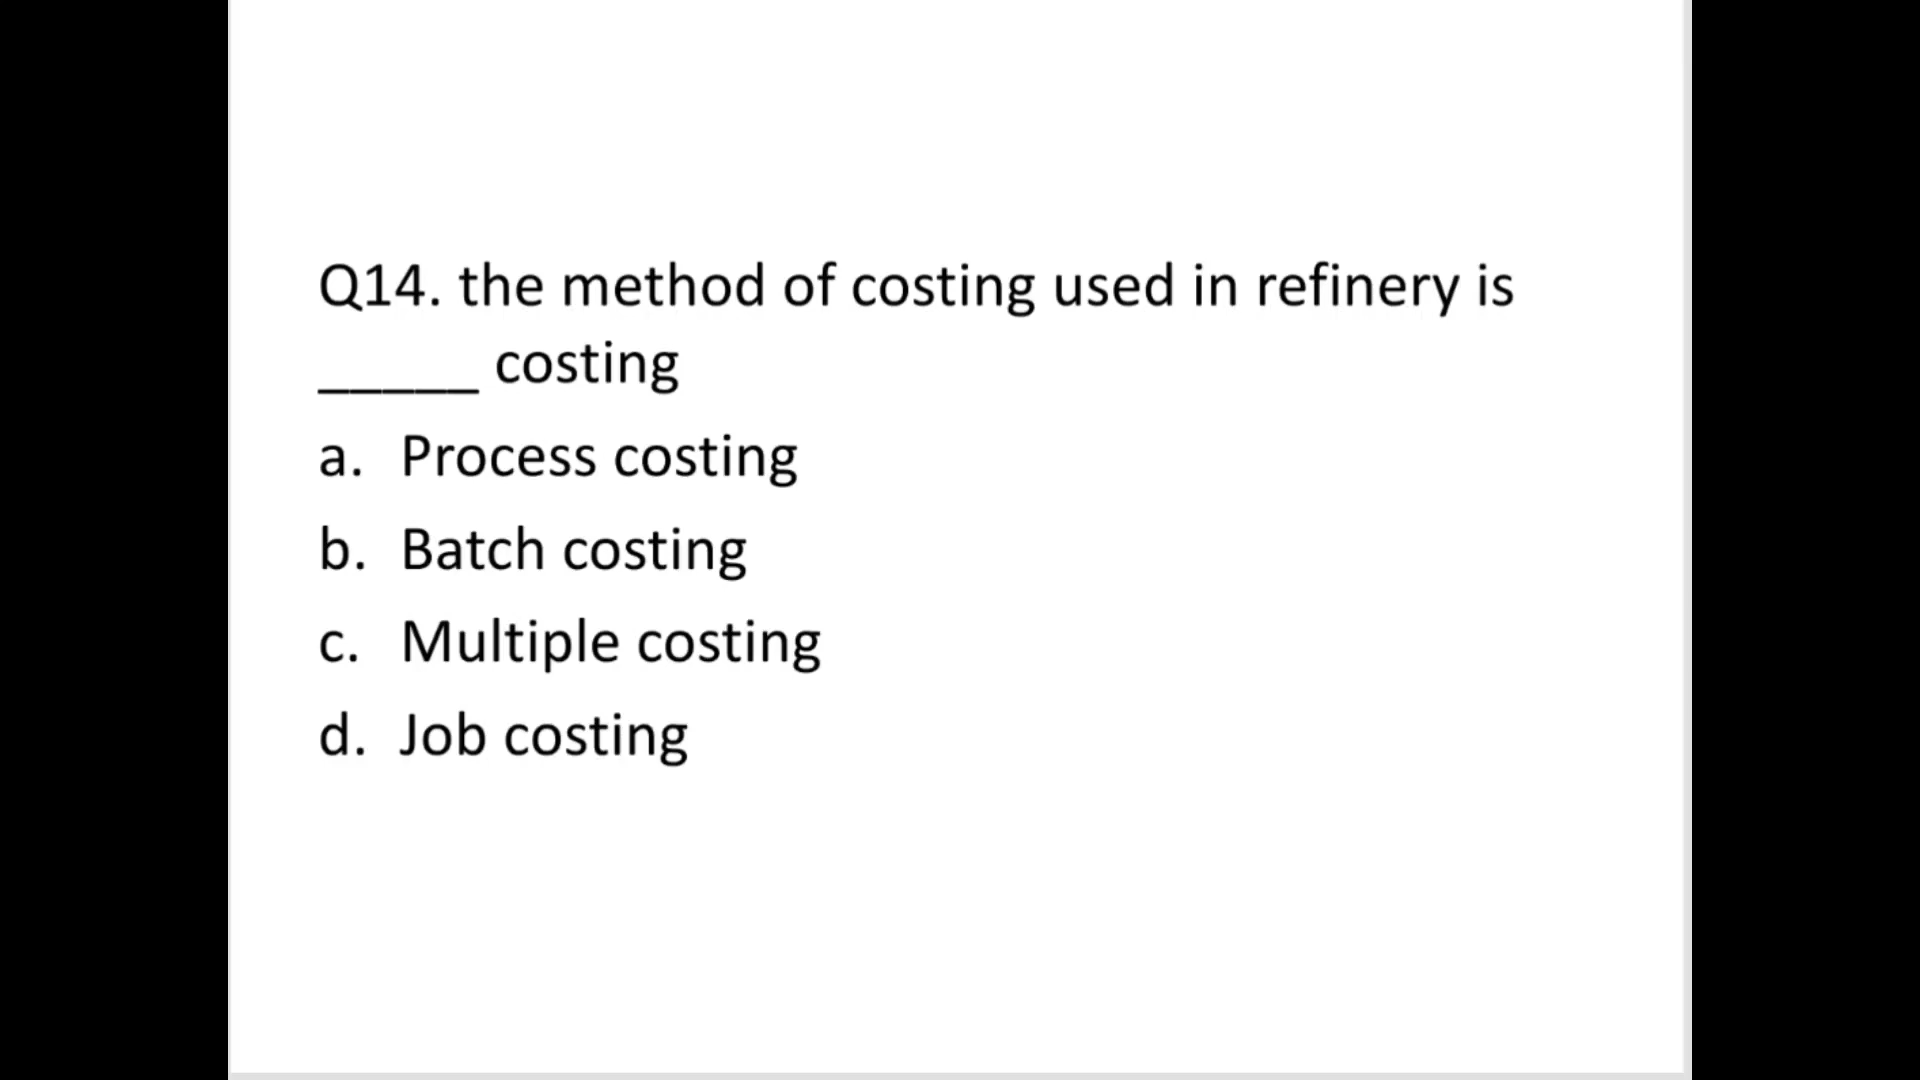 Q14. the method of costing used in refinery is
_____ costing
a. Process costing
b. Batch costing
c. Multiple costing
d. Job costing